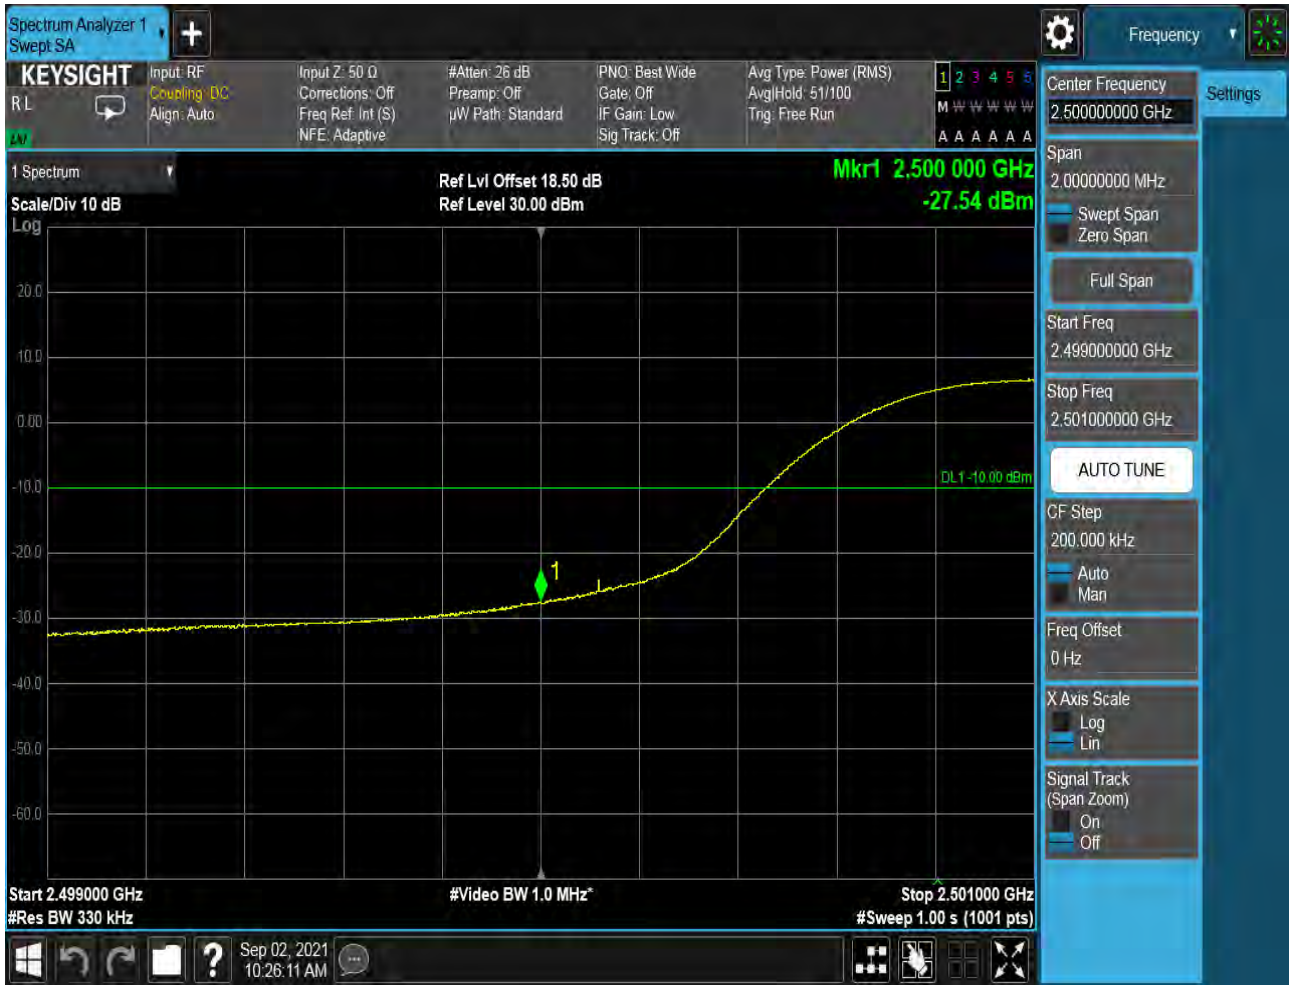 Spectrum Analyzer 1
Swept SA
Frequency
KEYSIGHT
R L
Input: RF
Coupling: DC
Align: Auto
Input Z: 50 Ω
Corrections: Off
Freq Ref: Int (S)
NFE: Adaptive
#Atten: 26 dB
Preamp: Off
µW Path: Standard
PNO: Best Wide
Gate: Off
IF Gain: Low
Sig Track: Off
Avg Type: Power (RMS)
Avg|Hold: 51/100
Trig: Free Run
1 2 3 4 5 6
M W W W W W
A A A A A A
1 Spectrum
Scale/Div 10 dB
Ref Lvl Offset 18.50 dB
Ref Level 30.00 dBm
Mkr1 2.500 000 GHz
-27.54 dBm
Log
20.0
10.0
0.00
-10.0
-20.0
-30.0
-40.0
-50.0
-60.0
DL1 -10.00 dBm
1
Start 2.499000 GHz
#Res BW 330 kHz
#Video BW 1.0 MHz*
Stop 2.501000 GHz
#Sweep 1.00 s (1001 pts)
Center Frequency
2.500000000 GHz
Settings
Span
2.00000000 MHz
Swept Span
Zero Span
Full Span
Start Freq
2.499000000 GHz
Stop Freq
2.501000000 GHz
AUTO TUNE
CF Step
200.000 kHz
Auto
Man
Freq Offset
0 Hz
X Axis Scale
Log
Lin
Signal Track
(Span Zoom)
On
Off
?
Sep 02, 2021
10:26:11 AM